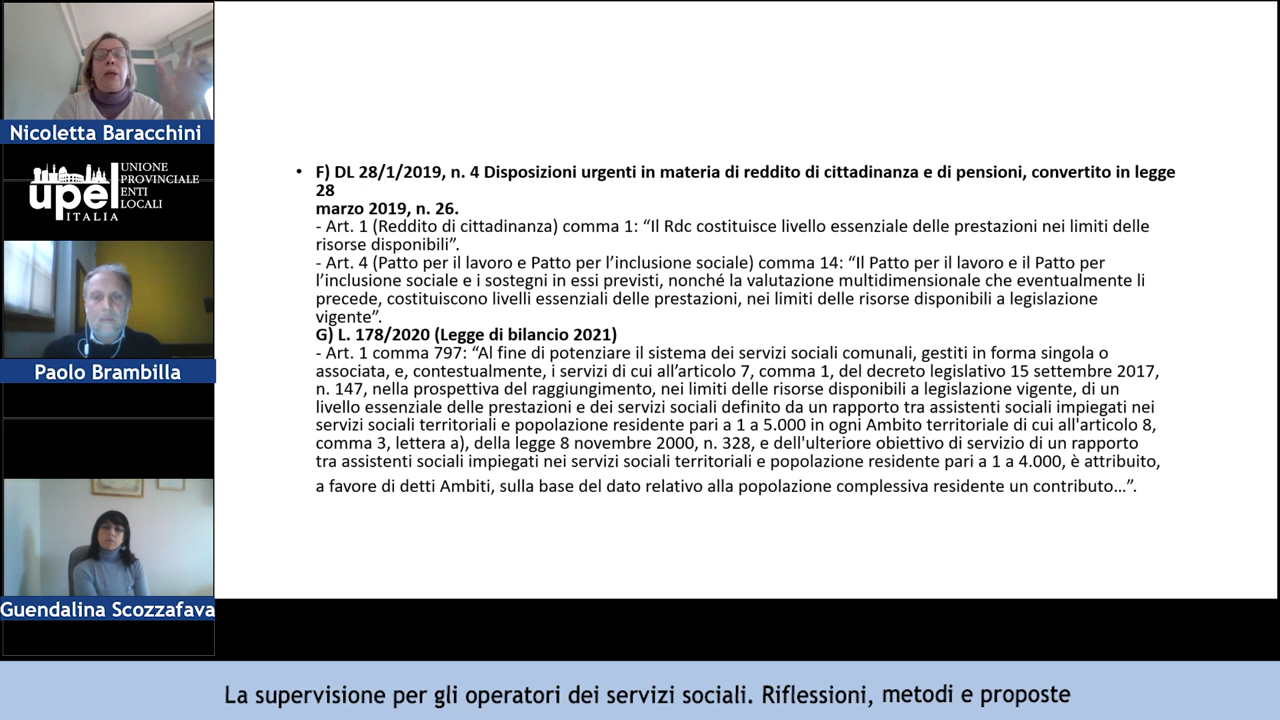 Nicoletta Baracchini
upel
ITALIA
UNIONE
PROVINCIALE
ENTI
LOCALI
Paolo Brambilla
Guendalina Scozzafava
• F) DL 28/1/2019, n. 4 Disposizioni urgenti in materia di reddito di cittadinanza e di pensioni, convertito in legge
28
marzo 2019, n. 26.
- Art. 1 (Reddito di cittadinanza) comma 1: “Il Rdc costituisce livello essenziale delle prestazioni nei limiti delle
risorse disponibili”.
- Art. 4 (Patto per il lavoro e Patto per l’inclusione sociale) comma 14: “Il Patto per il lavoro e il Patto per
l’inclusione sociale e i sostegni in essi previsti, nonché la valutazione multidimensionale che eventualmente li
precede, costituiscono livelli essenziali delle prestazioni, nei limiti delle risorse disponibili a legislazione
vigente”.
G) L. 178/2020 (Legge di bilancio 2021)
- Art. 1 comma 797: “Al fine di potenziare il sistema dei servizi sociali comunali, gestiti in forma singola o
associata, e, contestualmente, i servizi di cui all’articolo 7, comma 1, del decreto legislativo 15 settembre 2017,
n. 147, nella prospettiva del raggiungimento, nei limiti delle risorse disponibili a legislazione vigente, di un
livello essenziale delle prestazioni e dei servizi sociali definito da un rapporto tra assistenti sociali impiegati nei
servizi sociali territoriali e popolazione residente pari a 1 a 5.000 in ogni Ambito territoriale di cui all'articolo 8,
comma 3, lettera a), della legge 8 novembre 2000, n. 328, e dell'ulteriore obiettivo di servizio di un rapporto
tra assistenti sociali impiegati nei servizi sociali territoriali e popolazione residente pari a 1 a 4.000, è attribuito,
a favore di detti Ambiti, sulla base del dato relativo alla popolazione complessiva residente un contributo…”.
La supervisione per gli operatori dei servizi sociali. Riflessioni, metodi e proposte